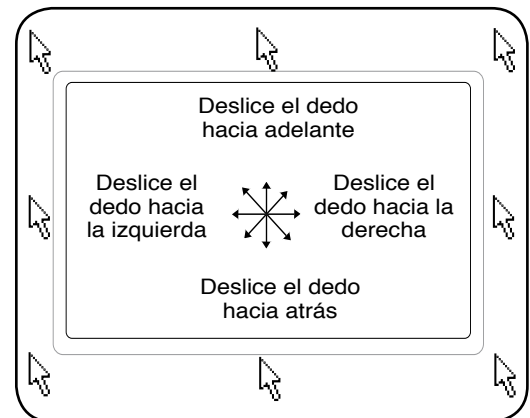 Deslice el dedo
hacia adelante
Deslice el
dedo hacia
la izquierda
Deslice el
dedo hacia la
derecha
Deslice el dedo
hacia atrás